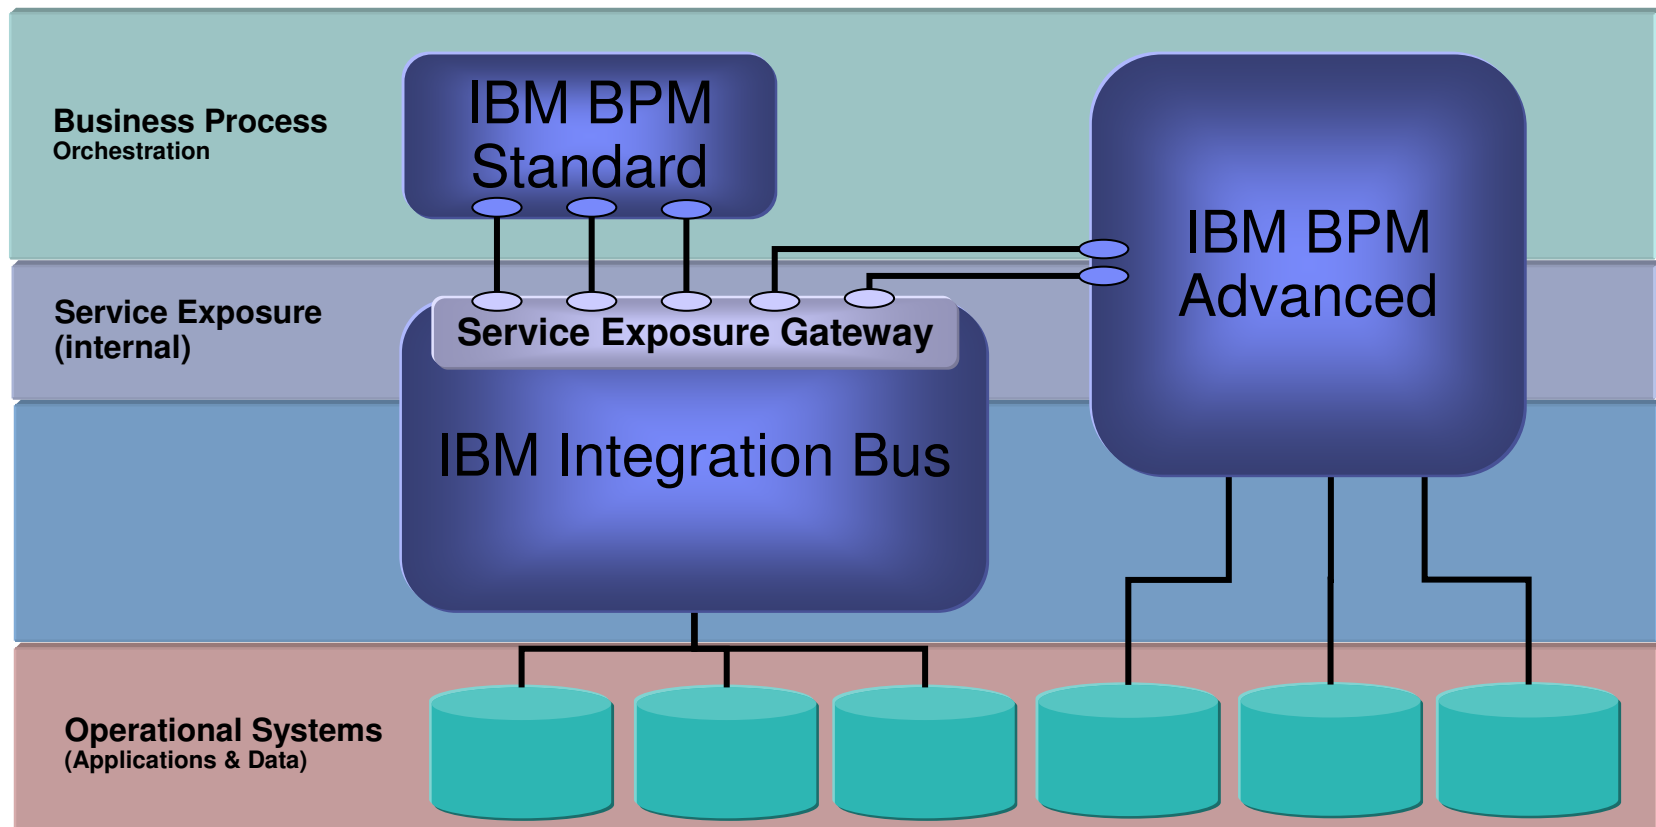 Business Process
Orchestration
IBM BPM
Standard
IBM BPM
Advanced
Service Exposure
(internal)
Service Exposure Gateway
IBM Integration Bus
Operational Systems
(Applications & Data)